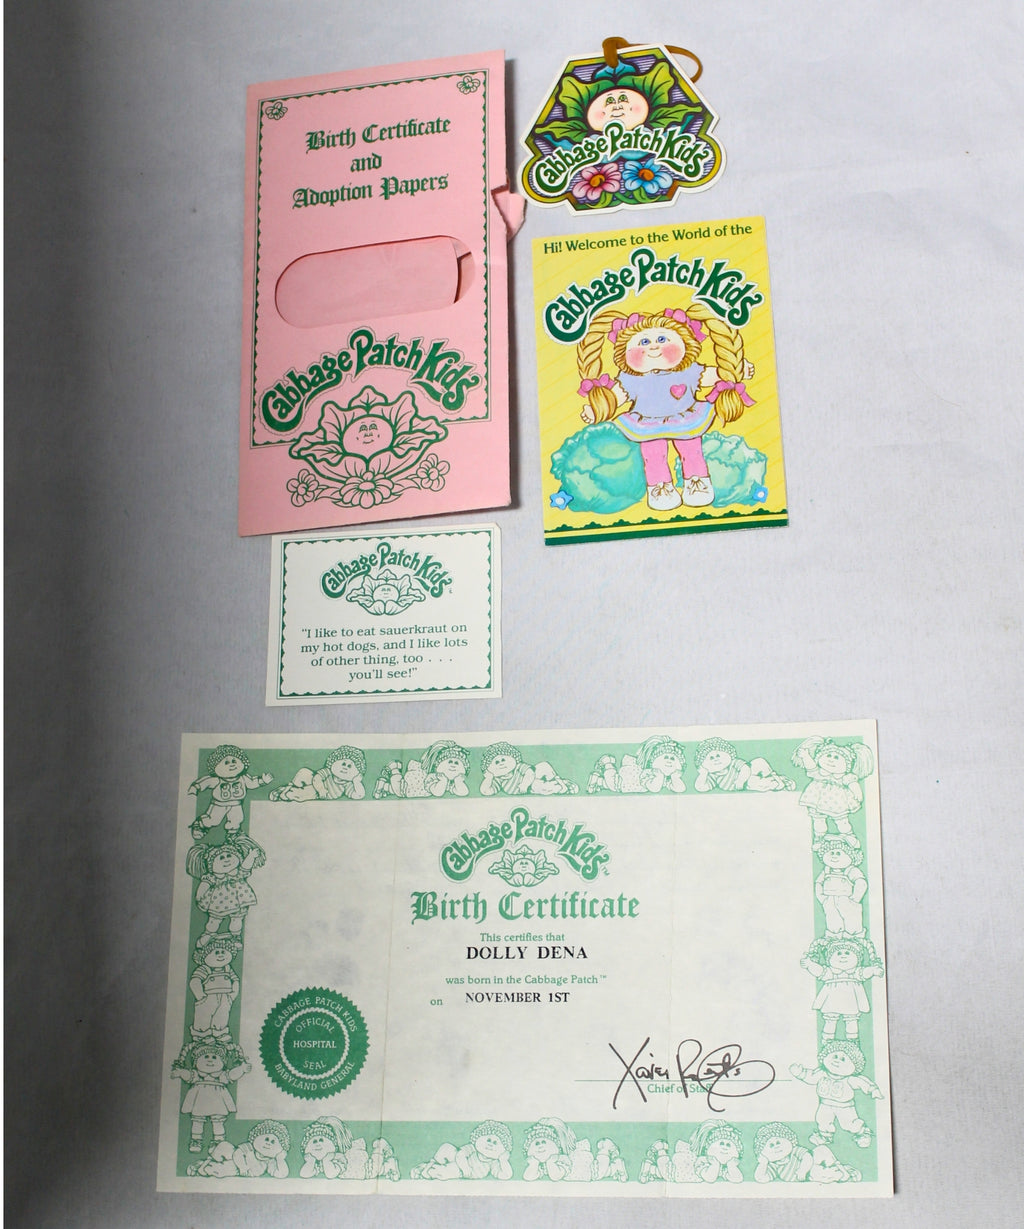 Birth Certificate
and
Adoption Papers
Cabbage Patch Kids
Cabbage Patch Kids
Hi! Welcome to the World of the
Cabbage Patch Kids
Cabbage Patch Kids
"I like to eat sauerkraut on
my hot dogs, and I like lots
of other thing, too . . .
you'll see!"
Cabbage Patch Kids™
Birth Certificate
This certifies that
DOLLY DENA
was born in the Cabbage Patch™
on NOVEMBER 1ST
CABBAGE PATCH KIDS
OFFICIAL
HOSPITAL
SEAL
BABYLAND GENERAL
Xavier Roberts
Chief of Staff